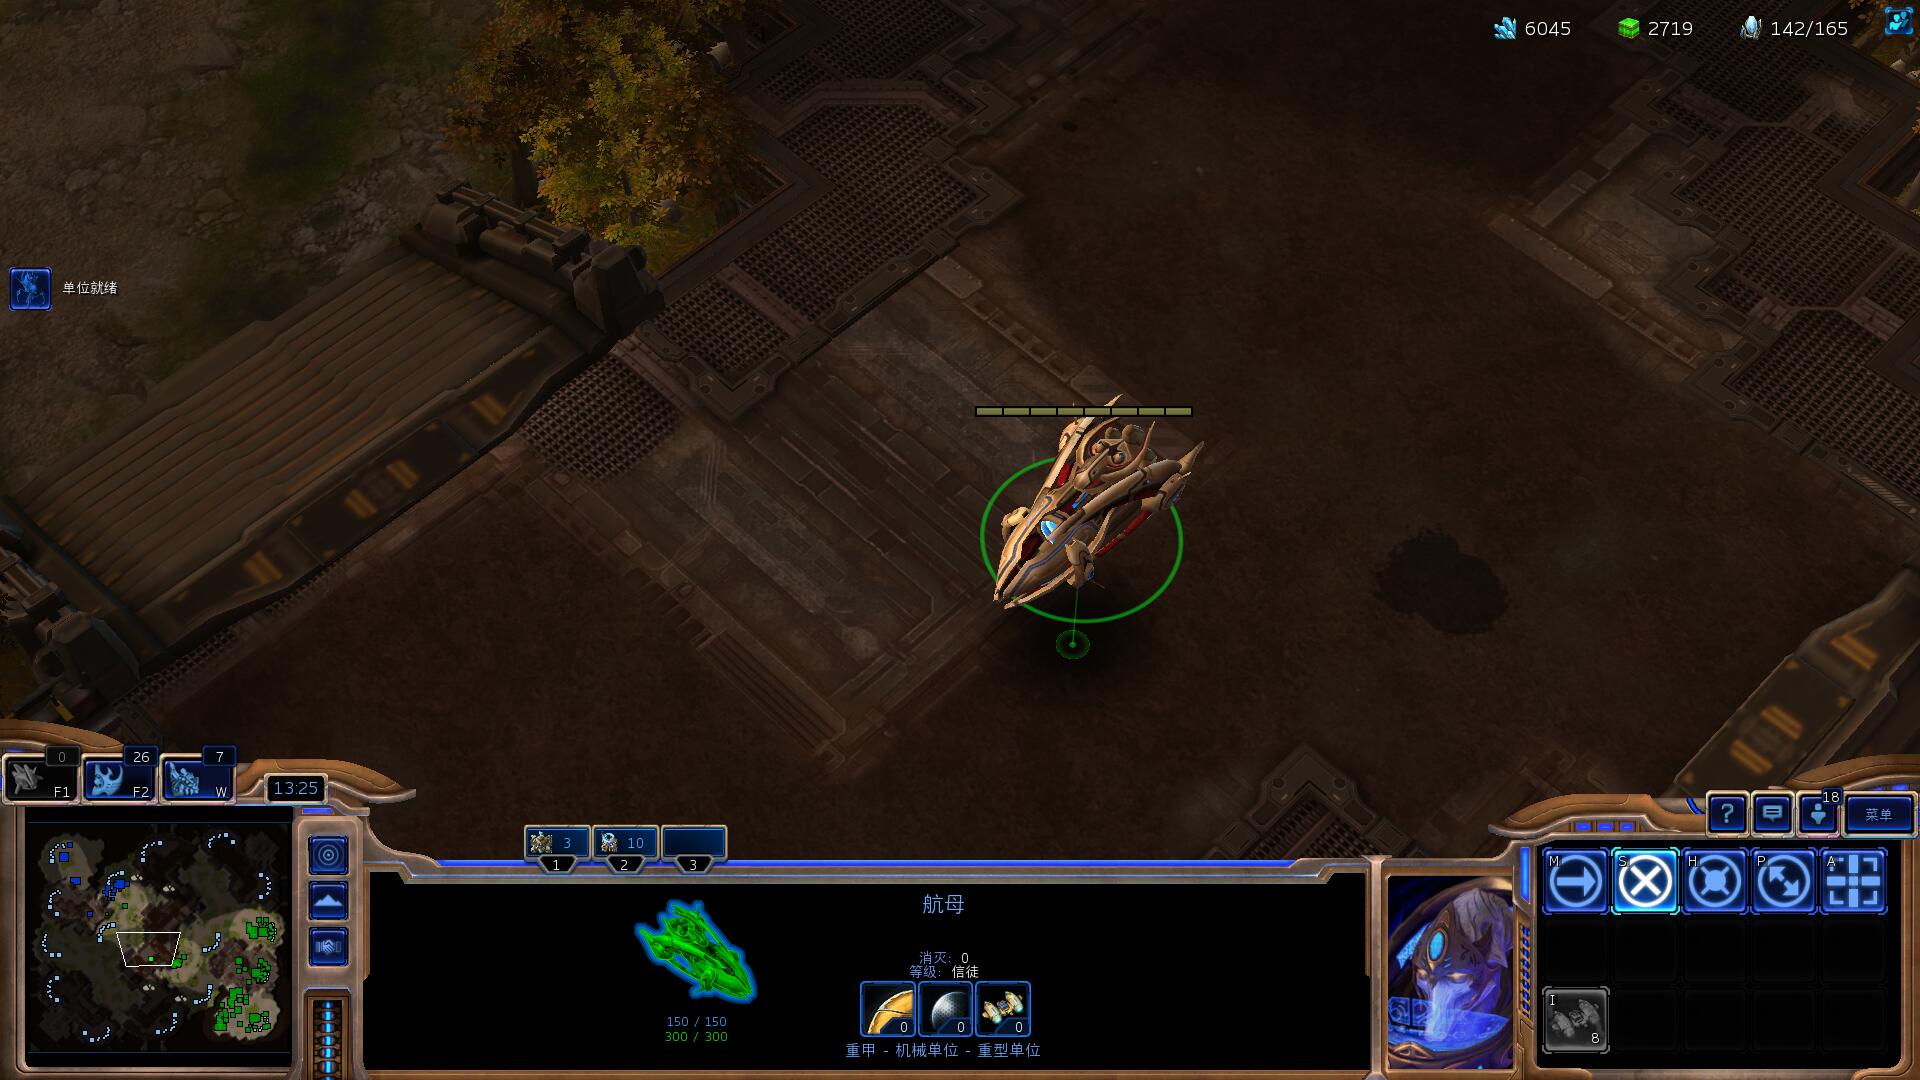 6045 2719 142/165
单位就绪
0 26 7
F1 F2 W
13:25
3 10
1 2 3
航母
消灭: 0
等级: 信徒
0 0 0
150 / 150
300 / 300
重甲 - 机械单位 - 重型单位
18
? 菜单
M S H P A
I
8